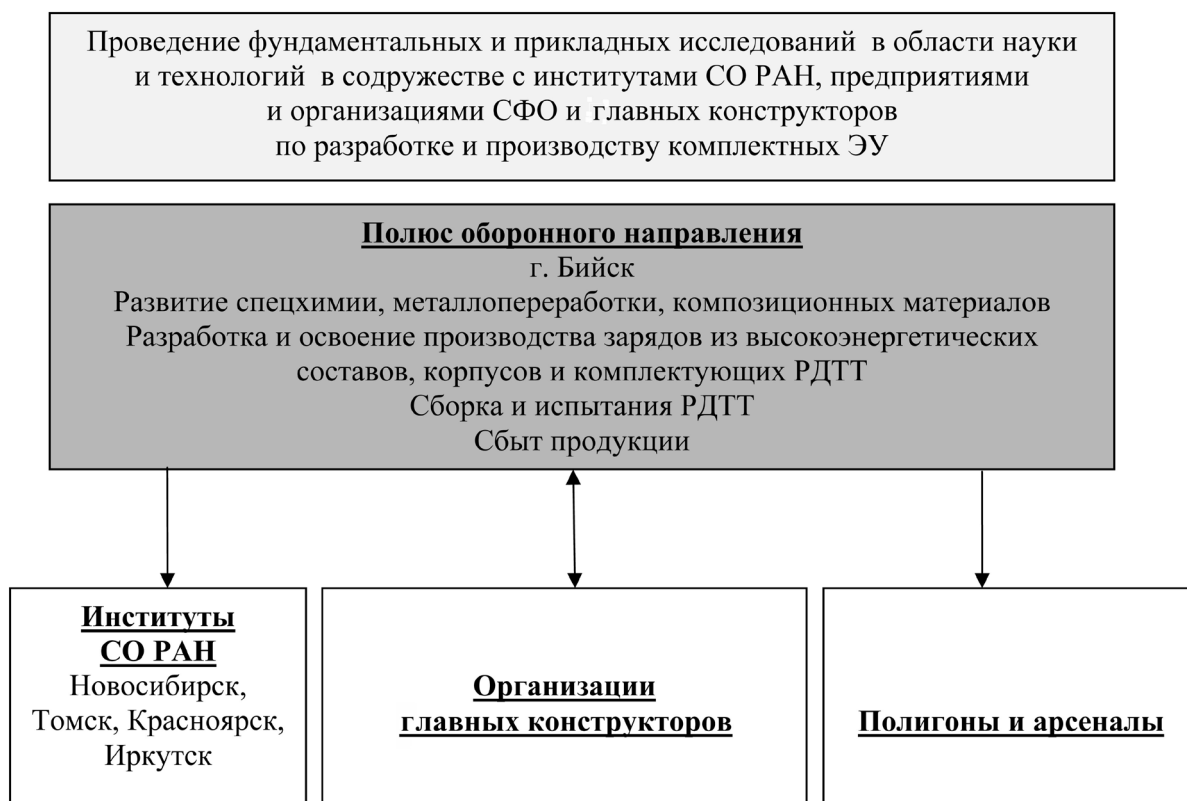 Проведение фундаментальных и прикладных исследований в области науки
и технологий в содружестве с институтами СО РАН, предприятиями
и организациями СФО и главных конструкторов
по разработке и производству комплектных ЭУ
Полюс оборонного направления
г. Бийск
Развитие спецхимии, металлопереработки, композиционных материалов
Разработка и освоение производства зарядов из высокоэнергетических
составов, корпусов и комплектующих РДТТ
Сборка и испытания РДТТ
Сбыт продукции
Институты
СО РАН
Новосибирск,
Томск, Красноярск,
Иркутск
Организации
главных конструкторов
Полигоны и арсеналы